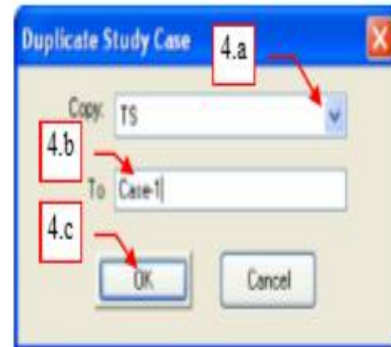 Duplicate Study Case
4.a
Copy: TS
4.b
To Case-1
4.c
OK Cancel